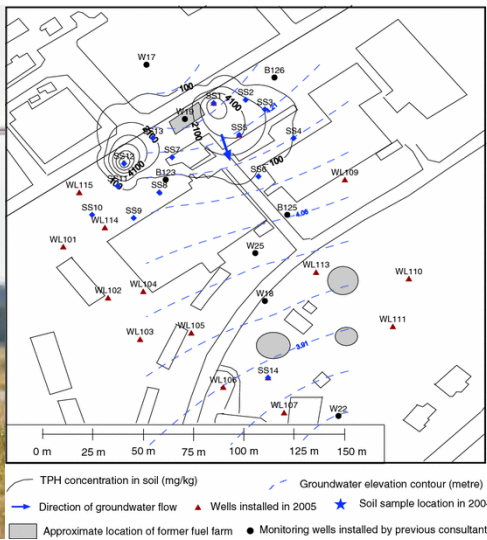 W17
B126
100
SS1
SS2
4100
SS3
W19
2100
SS5
SS4
SS7
SS12
4100
100
SS6
WL109
WL115
B123
SS8
SS10
SS9
WL114
B125
4.06
WL101
W25
WL113
WL110
WL102
WL104
W18
WL111
WL103
WL105
3.91
SS14
WL106
WL107
W22
0 m 25 m 50 m 75 m 100 m 125 m 150 m
TPH concentration in soil (mg/kg)
Groundwater elevation contour (metre)
Direction of groundwater flow
Wells installed in 2005
Soil sample location in 200
Approximate location of former fuel farm
Monitoring wells installed by previous consultant